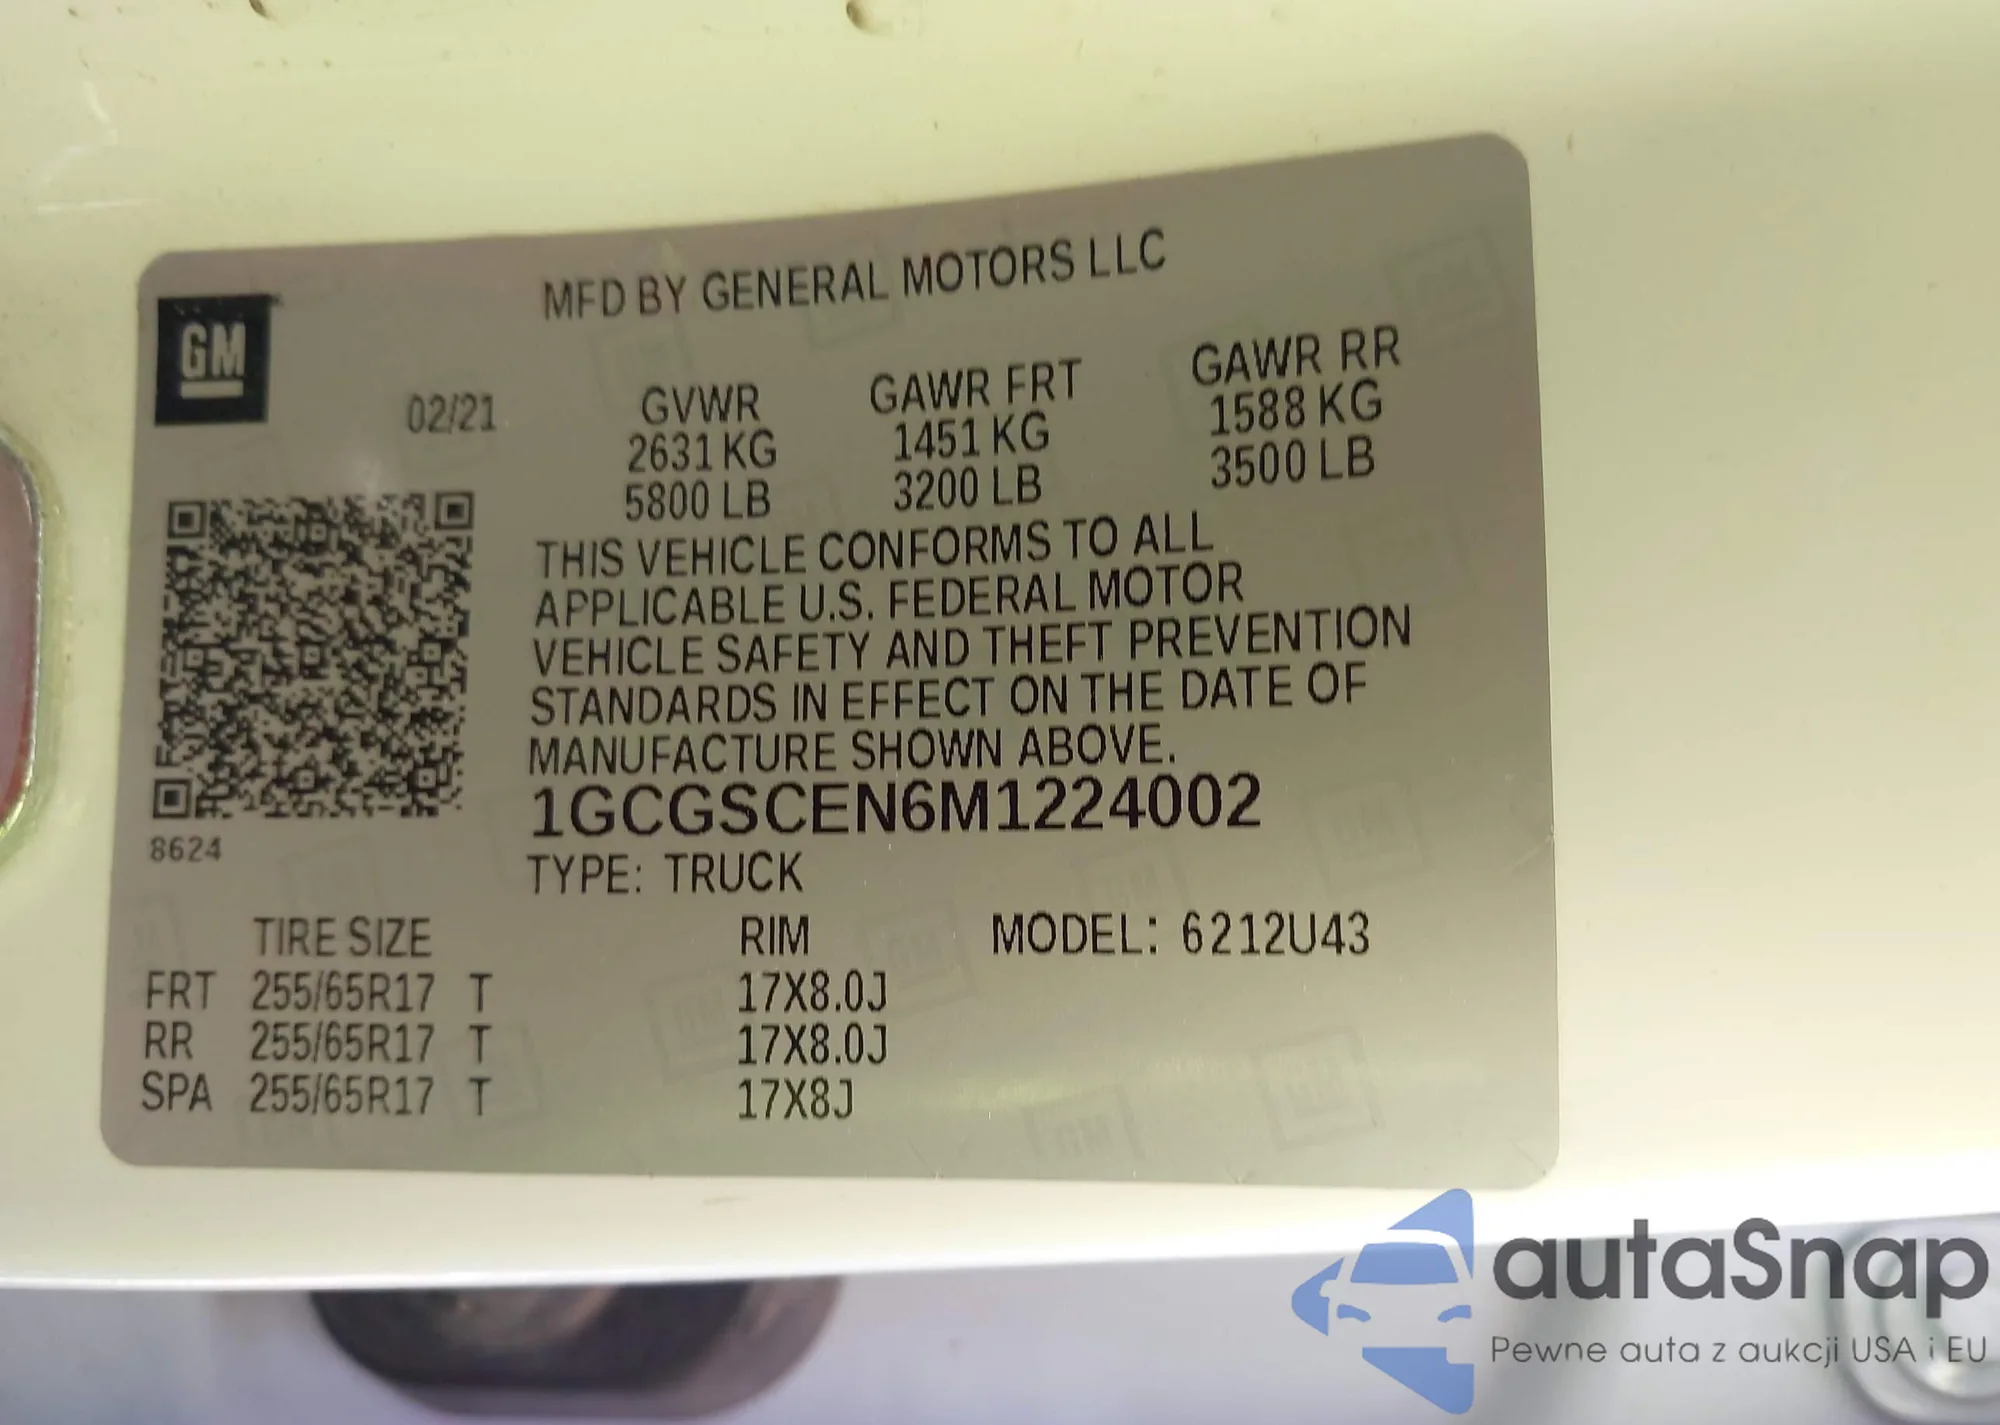 MFD BY GENERAL MOTORS LLC
GM
02/21
GVWR GAWR FRT GAWR RR
2631 KG 1451 KG 1588 KG
5800 LB 3200 LB 3500 LB
THIS VEHICLE CONFORMS TO ALL
APPLICABLE U.S. FEDERAL MOTOR
VEHICLE SAFETY AND THEFT PREVENTION
STANDARDS IN EFFECT ON THE DATE OF
MANUFACTURE SHOWN ABOVE.
1GCGSCEN6M1224002
8624
TYPE: TRUCK
TIRE SIZE RIM MODEL: 6212U43
FRT 255/65R17 T 17X8.0J
RR 255/65R17 T 17X8.0J
SPA 255/65R17 T 17X8J
autaSnap
Pewne auta z aukcji USA i EU